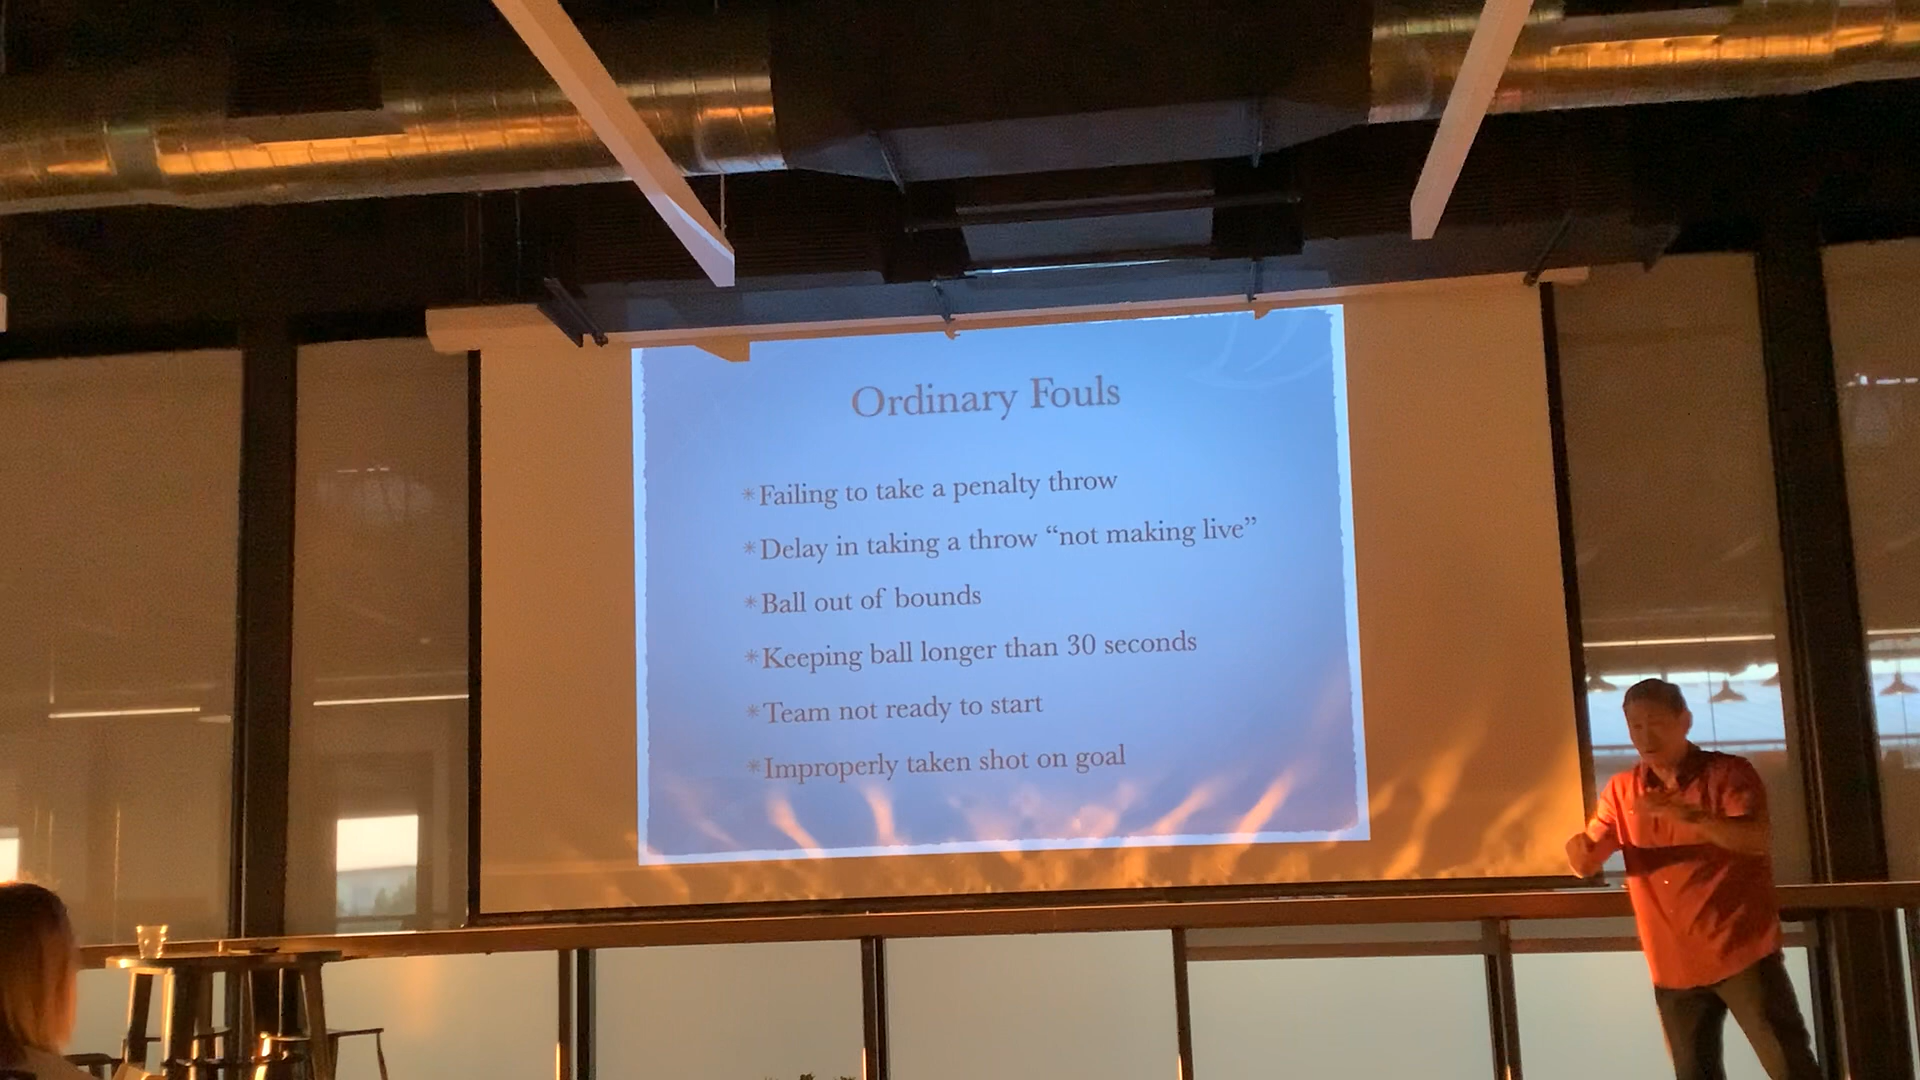 Ordinary Fouls
*Failing to take a penalty throw
*Delay in taking a throw “not making live”
*Ball out of bounds
*Keeping ball longer than 30 seconds
*Team not ready to start
*Improperly taken shot on goal